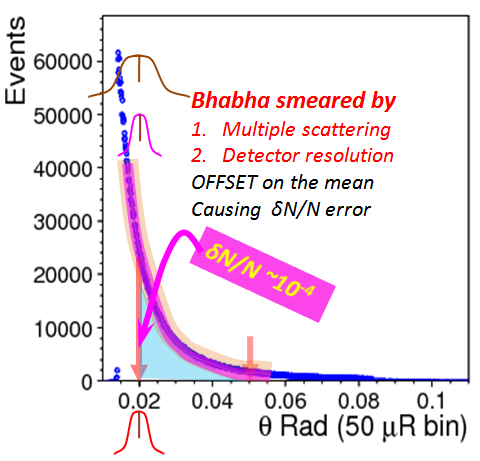 Events
60000
50000
40000
30000
20000
10000
0
Bhabha smeared by
1. Multiple scattering
2. Detector resolution
OFFSET on the mean
Causing δN/N error
δN/N ~10⁻⁴
0.02 0.04 0.06 0.08 0.1
θ Rad (50 μR bin)